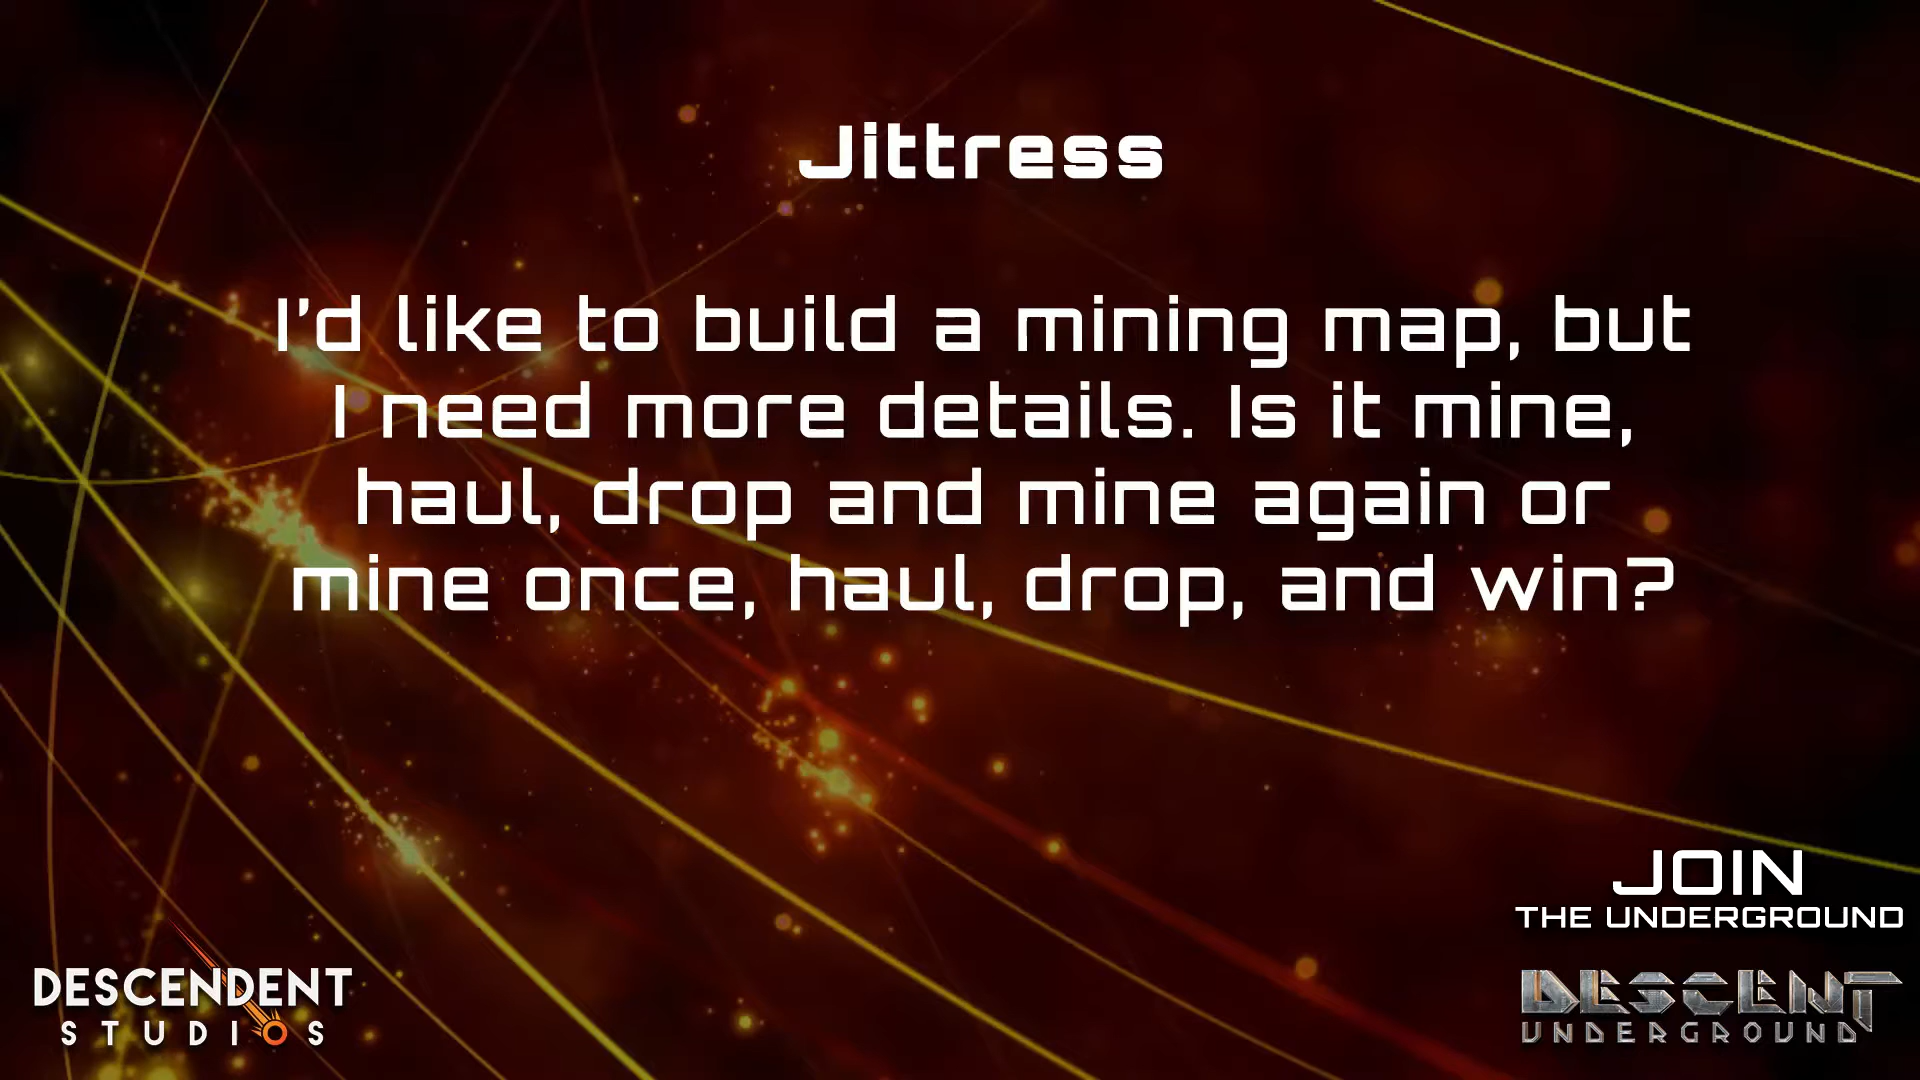 Jittress
I'd like to build a mining map, but
I need more details. Is it mine,
haul, drop and mine again or
mine once, haul, drop, and win?
JOIN
THE UNDERGROUND
DESCENDENT
STUDIOS
DESCENT
UNDERGROUND